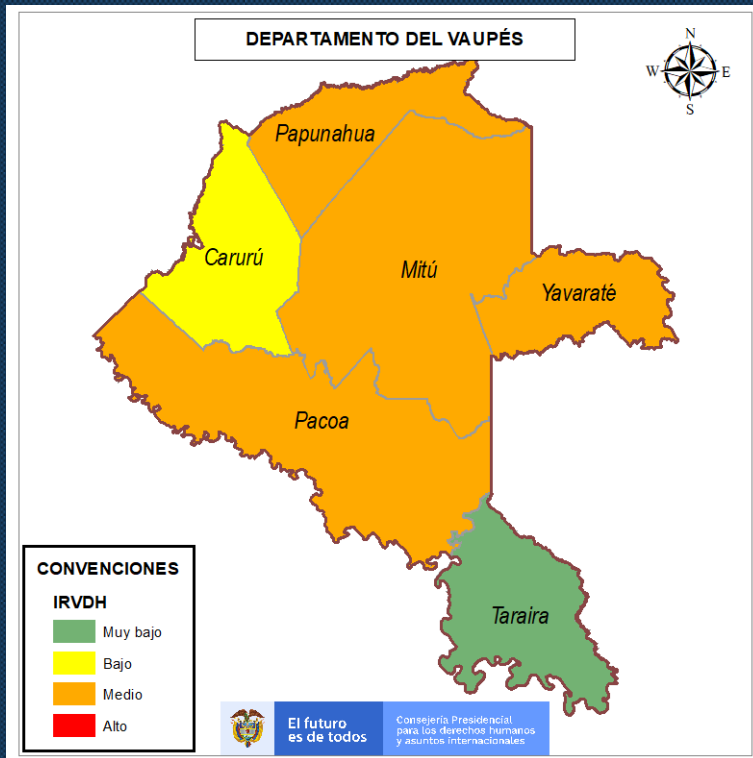 DEPARTAMENTO DEL VAUPÉS
N
W
E
S
Papunahua
Carurú
Mitú
Yavaraté
Pacoa
Taraira
CONVENCIONES
IRVDH
Muy bajo
Bajo
Medio
Alto
El futuro
es de todos
Consejería Presidencial
para los derechos humanos
y asuntos internacionales